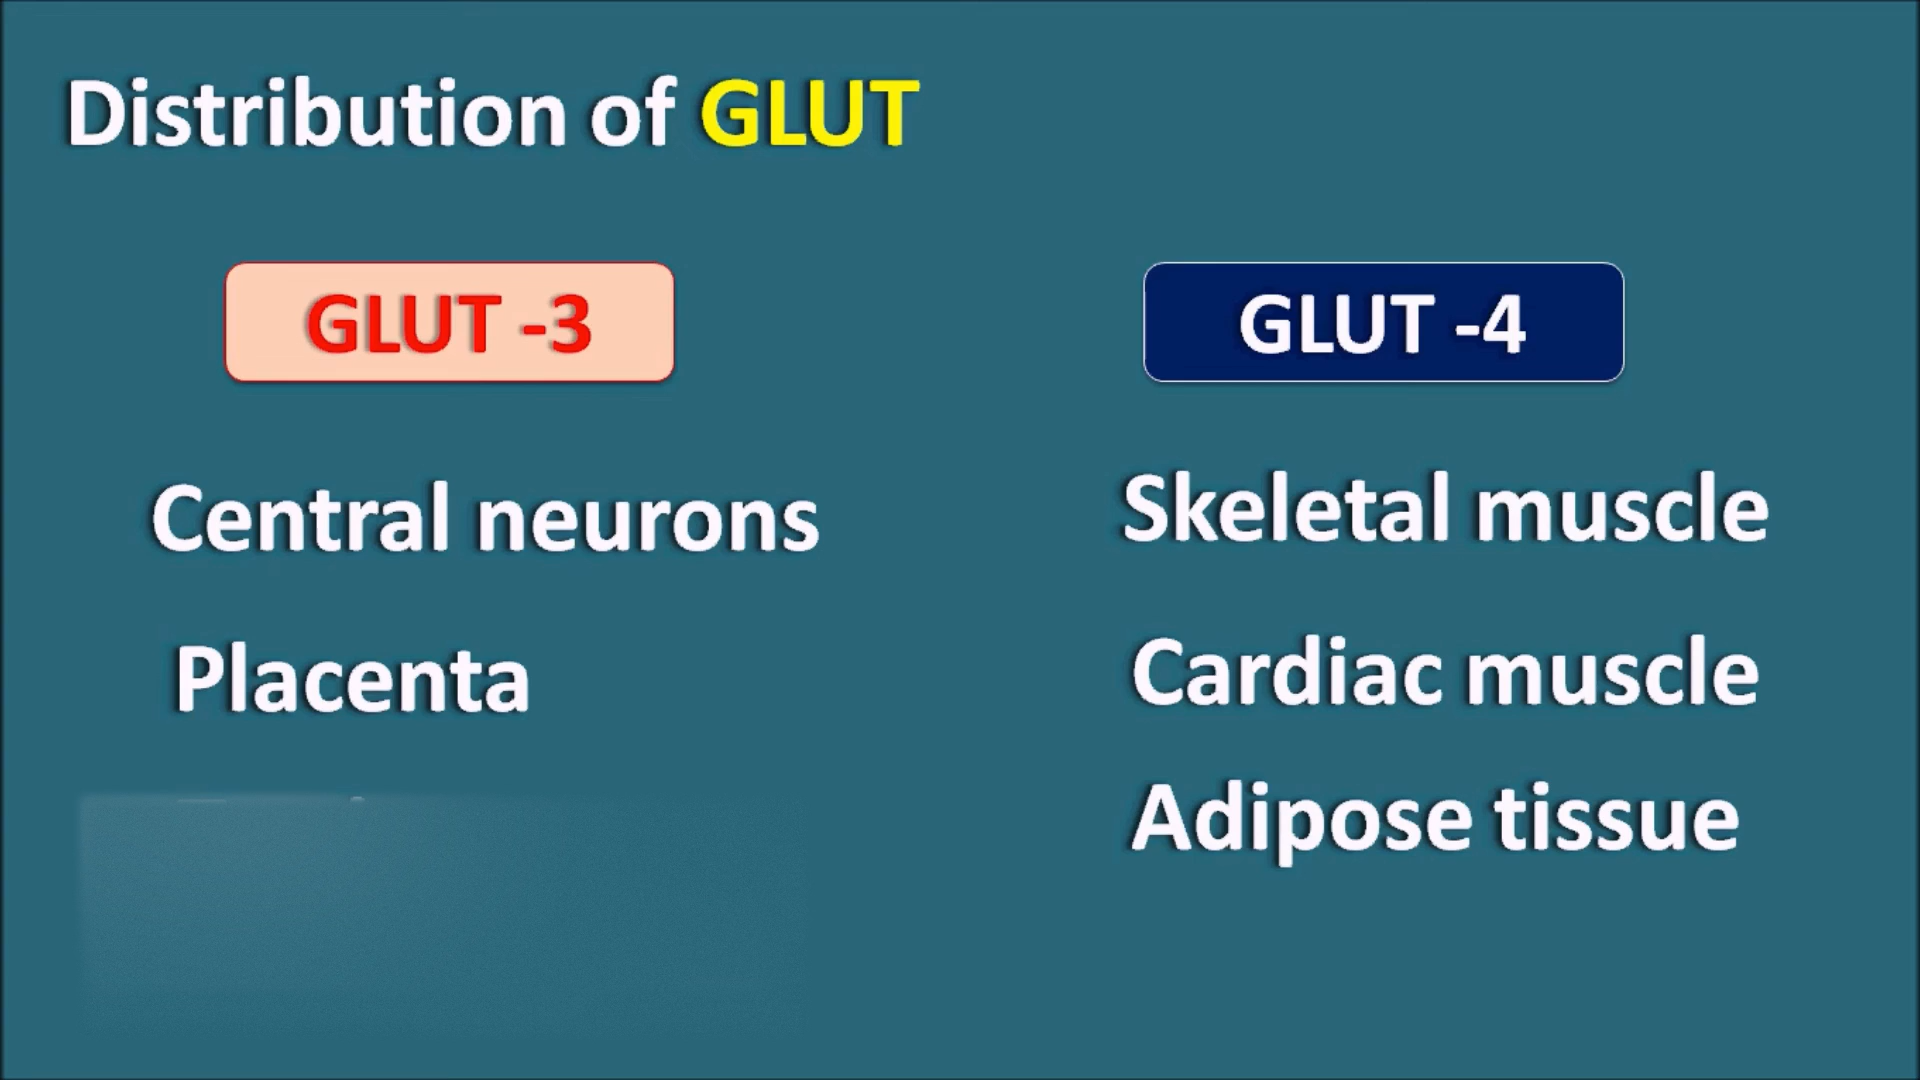 Distribution of GLUT
GLUT -3
Central neurons
Placenta
GLUT -4
Skeletal muscle
Cardiac muscle
Adipose tissue